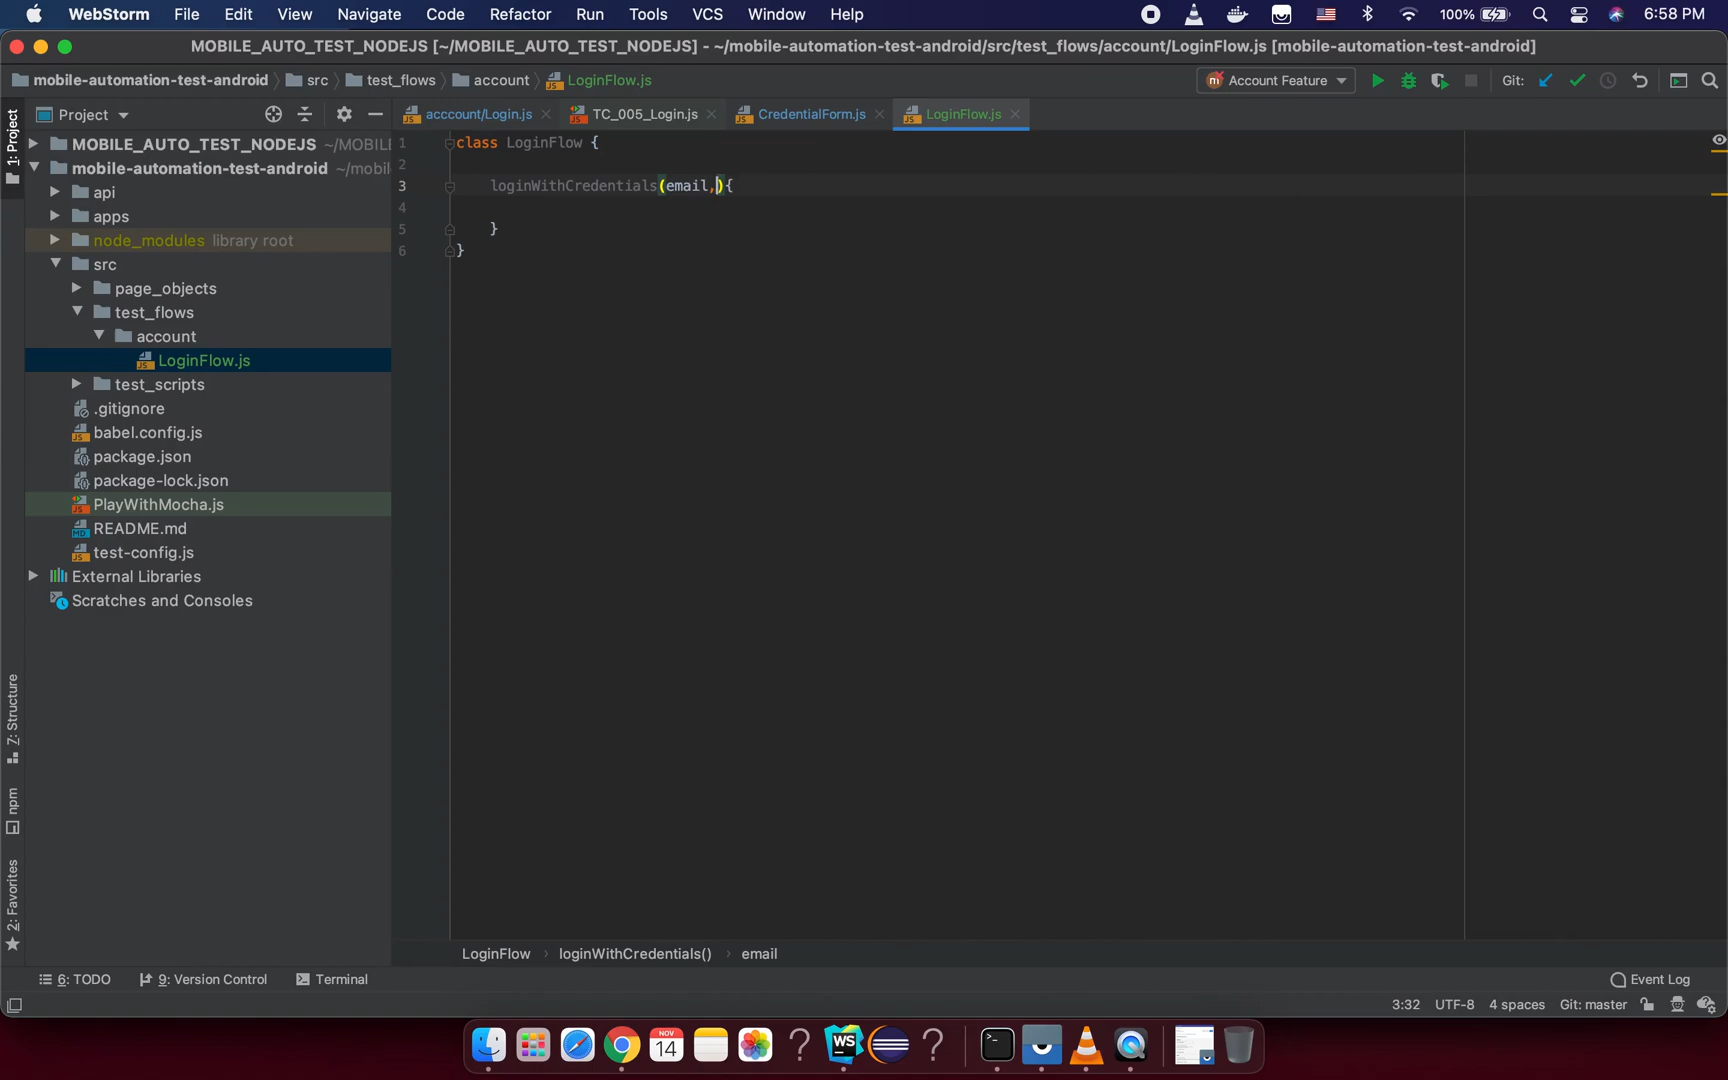 WebStorm File Edit View Navigate Code Refactor Run Tools VCS Window Help 100% 6:58 PM
MOBILE_AUTO_TEST_NODEJS [~/MOBILE_AUTO_TEST_NODEJS] - ~/mobile-automation-test-android/src/test_flows/account/LoginFlow.js [mobile-automation-test-android]
mobile-automation-test-android src test_flows account LoginFlow.js Account Feature Git:
Project acccount/Login.js TC_005_Login.js CredentialForm.js LoginFlow.js
1: Project
MOBILE_AUTO_TEST_NODEJS ~/MOBIL
mobile-automation-test-android ~/mobil
api
apps
node_modules library root
src
page_objects
test_flows
account
LoginFlow.js
test_scripts
.gitignore
babel.config.js
package.json
package-lock.json
PlayWithMocha.js
README.md
test-config.js
External Libraries
Scratches and Consoles
7: Structure
npm
2: Favorites
1 class LoginFlow {
2
3 loginWithCredentials(email,){
4
5 }
6 }
LoginFlow loginWithCredentials() email
6: TODO 9: Version Control Terminal Event Log
3:32 UTF-8 4 spaces Git: master
NOV
14
WS